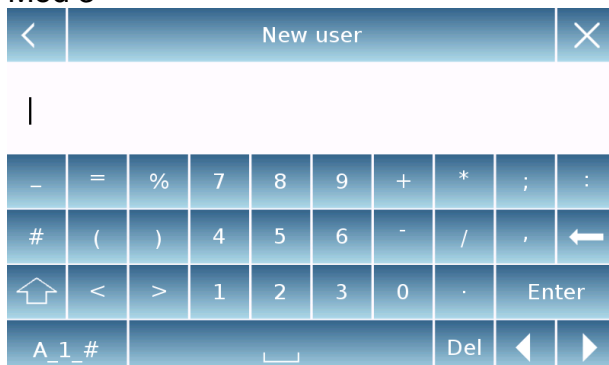 New user
_ = % 7 8 9 + * ; :
# ( ) 4 5 6 - / ,
< > 1 2 3 0 . Enter
A_1_# Del